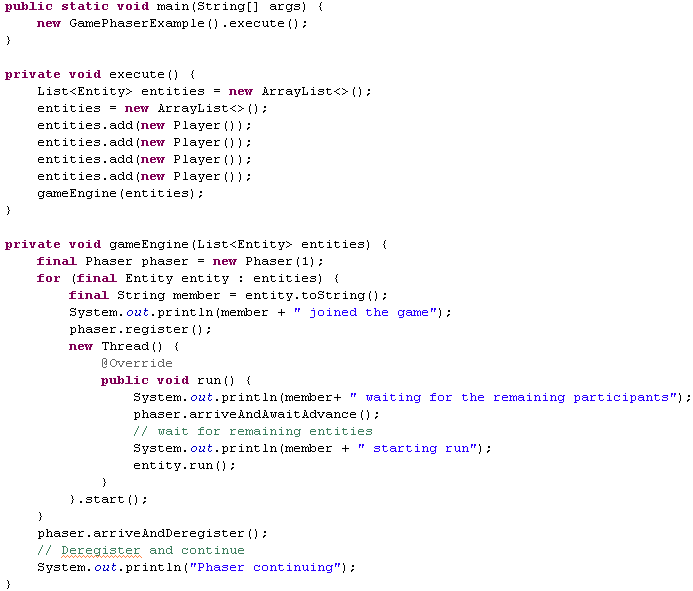 public static void main(String[] args) {
    new GamePhaserExample().execute();
}

private void execute() {
    List<Entity> entities = new ArrayList<>();
    entities = new ArrayList<>();
    entities.add(new Player());
    entities.add(new Player());
    entities.add(new Player());
    entities.add(new Player());
    gameEngine(entities);
}

private void gameEngine(List<Entity> entities) {
    final Phaser phaser = new Phaser(1);
    for (final Entity entity : entities) {
        final String member = entity.toString();
        System.out.println(member + " joined the game");
        phaser.register();
        new Thread() {
            @Override
            public void run() {
                System.out.println(member+ " waiting for the remaining participants");
                phaser.arriveAndAwaitAdvance();
                // wait for remaining entities
                System.out.println(member + " starting run");
                entity.run();
            }
        }.start();
    }
    phaser.arriveAndDeregister();
    // Deregister and continue
    System.out.println("Phaser continuing");
}